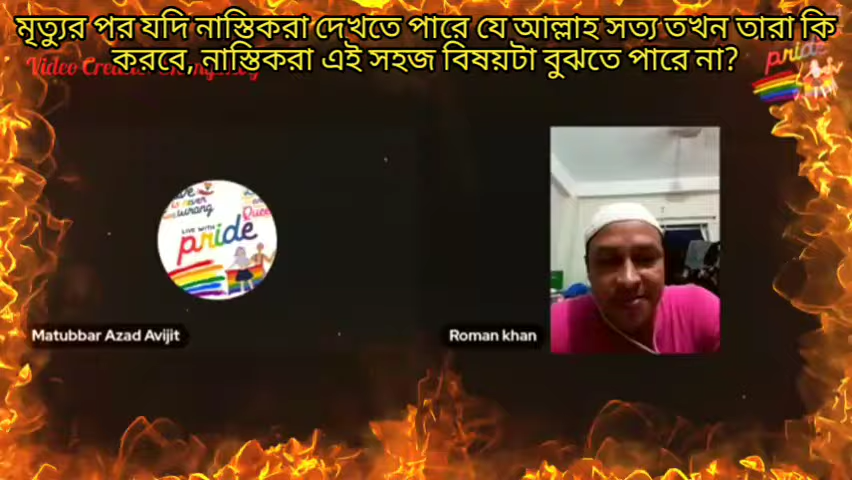 মৃত্যুর পর যদি নাস্তিকরা দেখতে পারে যে আল্লাহ সত্য তখন তারা কি
করবে, নাস্তিকরা এই সহজ বিষয়টা বুঝতে পারে না?
Video
pride
LIVE WITH
pride
Matubbar Azad Avijit
Roman khan